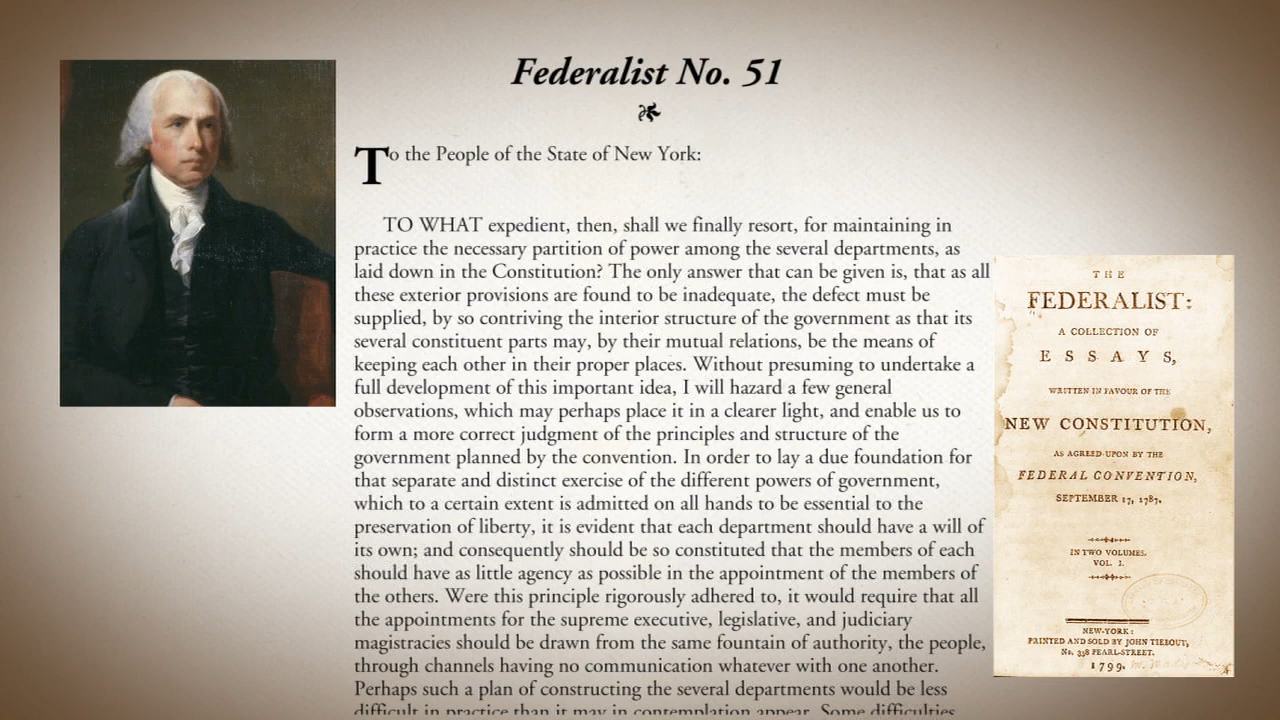 Federalist No. 51
To the People of the State of New York:
TO WHAT expedient, then, shall we finally resort, for maintaining in
practice the necessary partition of power among the several departments, as
laid down in the Constitution? The only answer that can be given is, that as all
these exterior provisions are found to be inadequate, the defect must be
supplied, by so contriving the interior structure of the government as that its
several constituent parts may, by their mutual relations, be the means of
keeping each other in their proper places. Without presuming to undertake a
full development of this important idea, I will hazard a few general
observations, which may perhaps place it in a clearer light, and enable us to
form a more correct judgment of the principles and structure of the
government planned by the convention. In order to lay a due foundation for
that separate and distinct exercise of the different powers of government,
which to a certain extent is admitted on all hands to be essential to the
preservation of liberty, it is evident that each department should have a will of
its own; and consequently should be so constituted that the members of each
should have as little agency as possible in the appointment of the members of
the others. Were this principle rigorously adhered to, it would require that all
the appointments for the supreme executive, legislative, and judiciary
magistracies should be drawn from the same fountain of authority, the people,
through channels having no communication whatever with one another.
Perhaps such a plan of constructing the several departments would be less
difficult in practice than it may in contemplation appear. Some difficulties
THE
FEDERALIST:
A COLLECTION OF
ESSAYS,
WRITTEN IN FAVOUR OF THE
NEW CONSTITUTION,
AS AGREED UPON BY THE
FEDERAL CONVENTION,
SEPTEMBER 17, 1787.
IN TWO VOLUMES.
VOL. I.
NEW-YORK:
PRINTED AND SOLD BY JOHN TIEBOUT,
No. 358 PEARL-STREET.
1799.